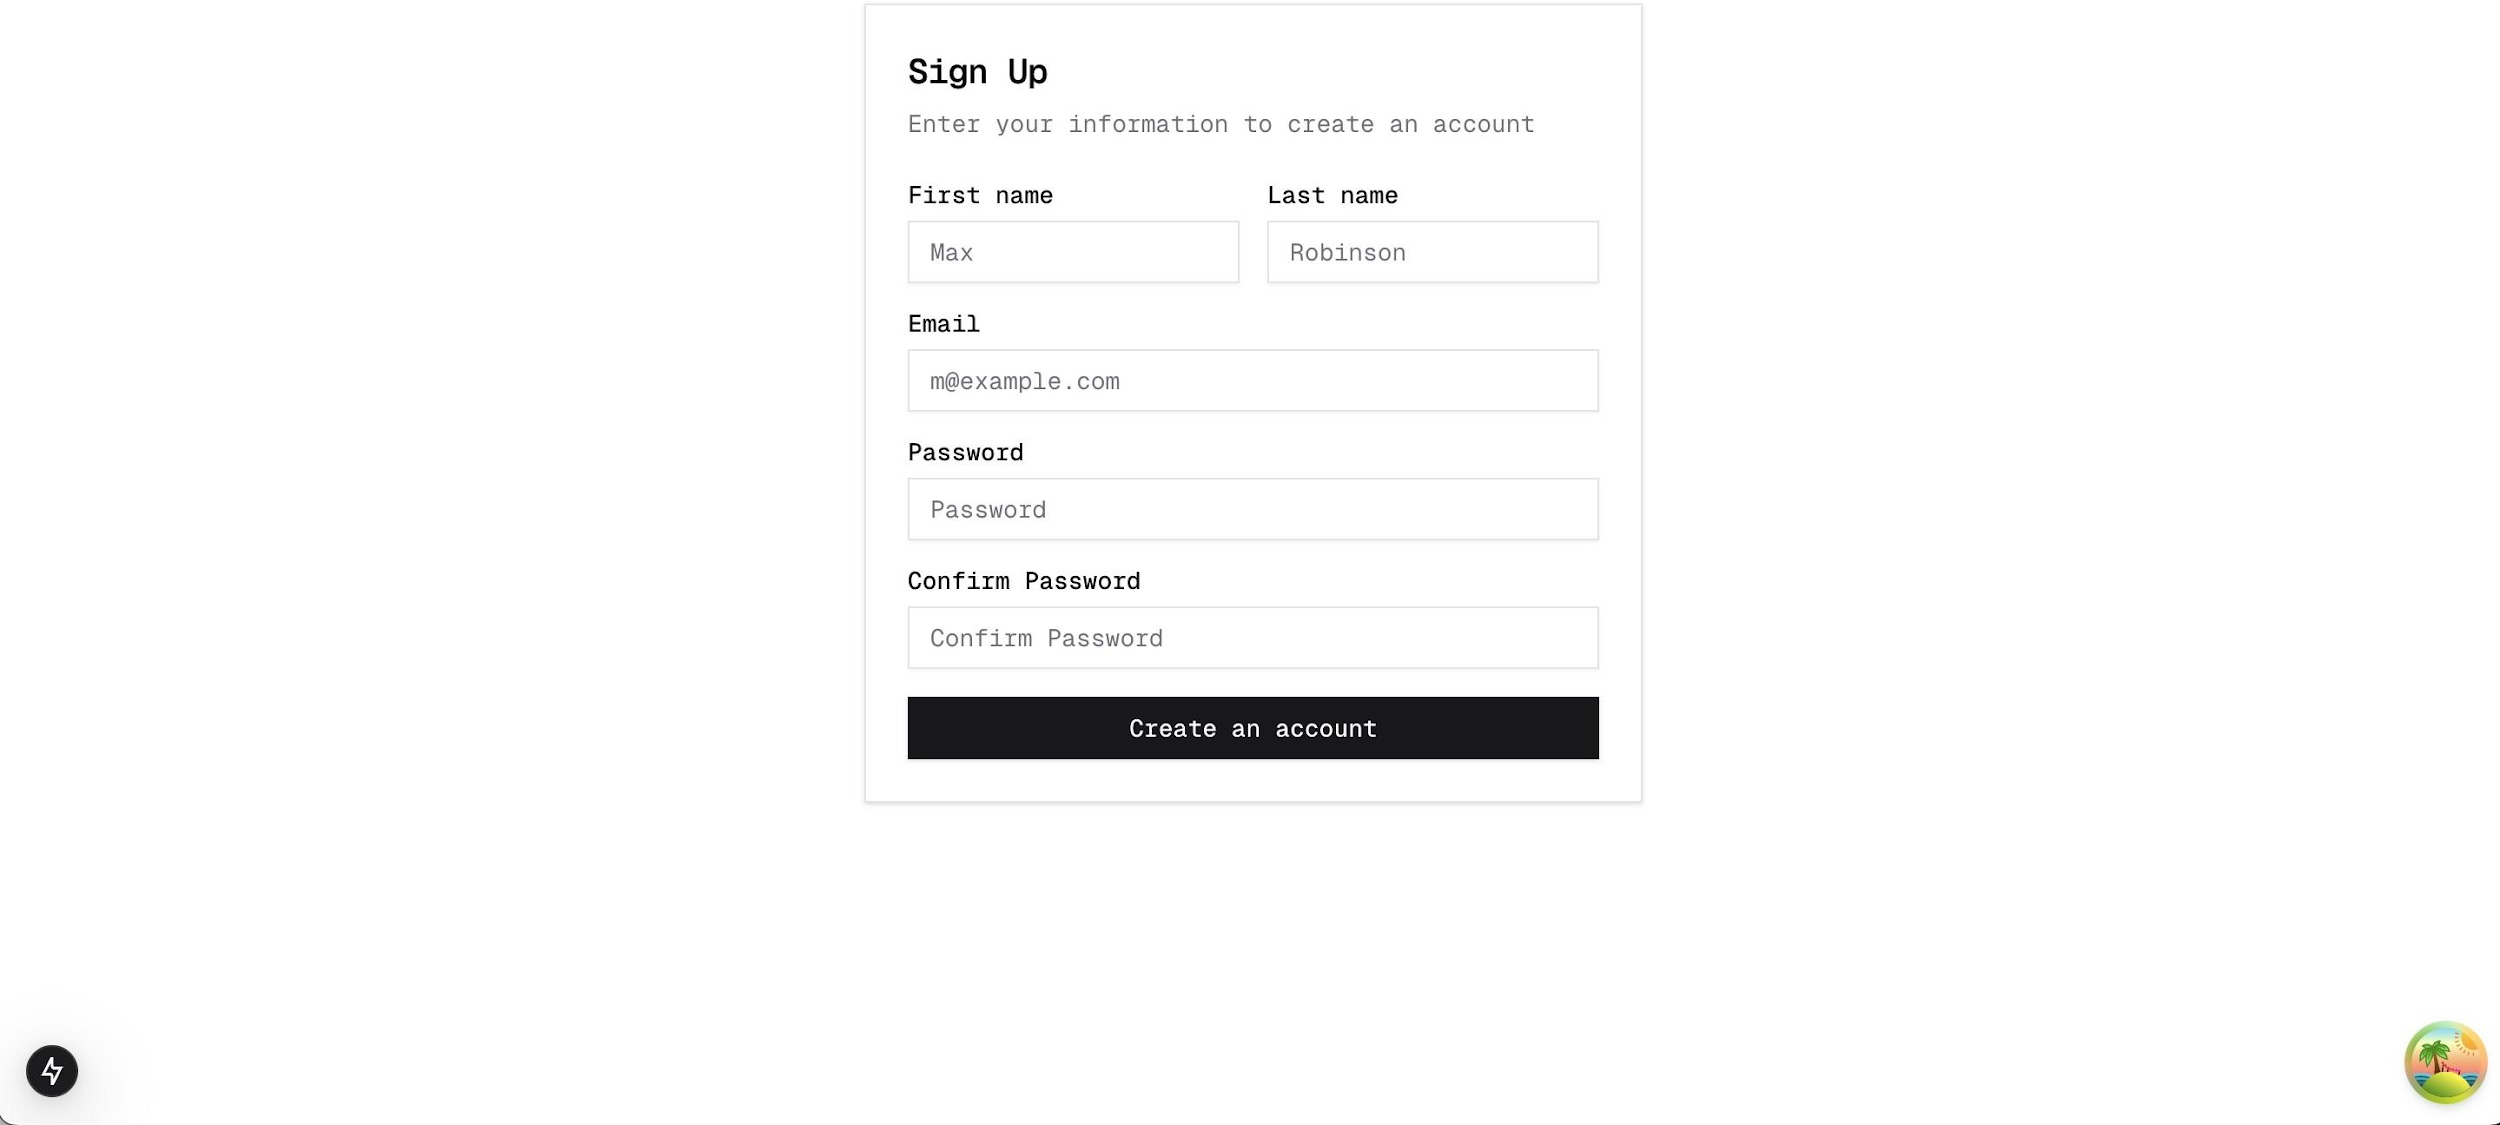 Sign Up
Enter your information to create an account
First name Last name
Max Robinson
Email
m@example.com
Password
Password
Confirm Password
Confirm Password
Create an account